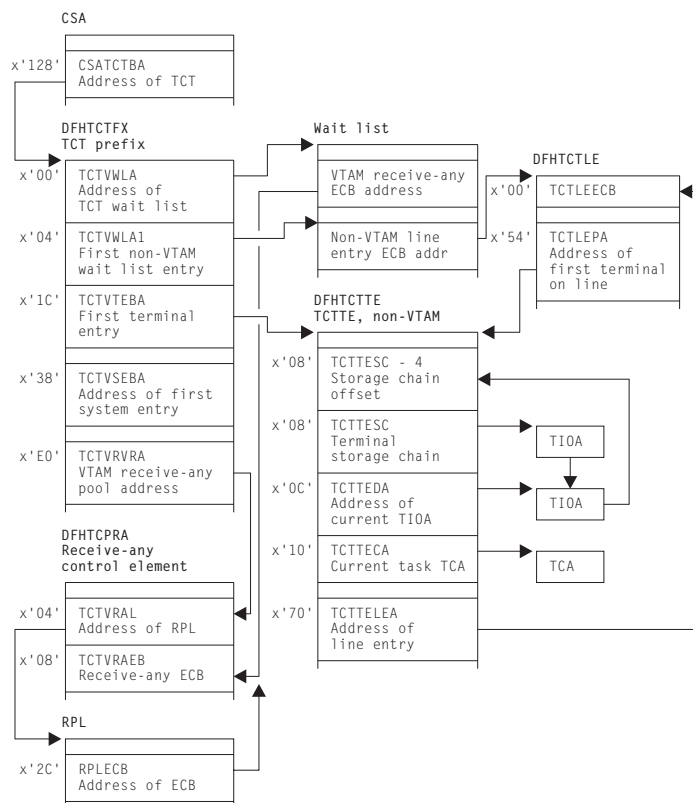 CSA
x'128' CSATCTBA
Address of TCT
DFHTCTFX
TCT prefix
x'00' TCTVWLA
Address of
TCT wait list
x'04' TCTVWLA1
First non-VTAM
wait list entry
x'1C' TCTVTEBA
First terminal
entry
x'38' TCTVSEBA
Address of first
system entry
x'E0' TCTVRVRA
VTAM receive-any
pool address
DFHTCPRA
Receive-any
control element
x'04' TCTVRAL
Address of RPL
x'08' TCTVRAEB
Receive-any ECB
RPL
x'2C' RPLECB
Address of ECB
Wait list
VTAM receive-any
ECB address
Non-VTAM line
entry ECB addr
DFHTCTTE
TCTTE, non-VTAM
x'08' TCTTESC - 4
Storage chain
offset
x'08' TCTTESC
Terminal
storage chain
x'0C' TCTTEDA
Address of
current TIOA
x'10' TCTTECA
Current task TCA
x'70' TCTTELEA
Address of
line entry
DFHTCTLE
x'00' TCTLEECB
x'54' TCTLEPA
Address of
first terminal
on line
TIOA
TIOA
TCA